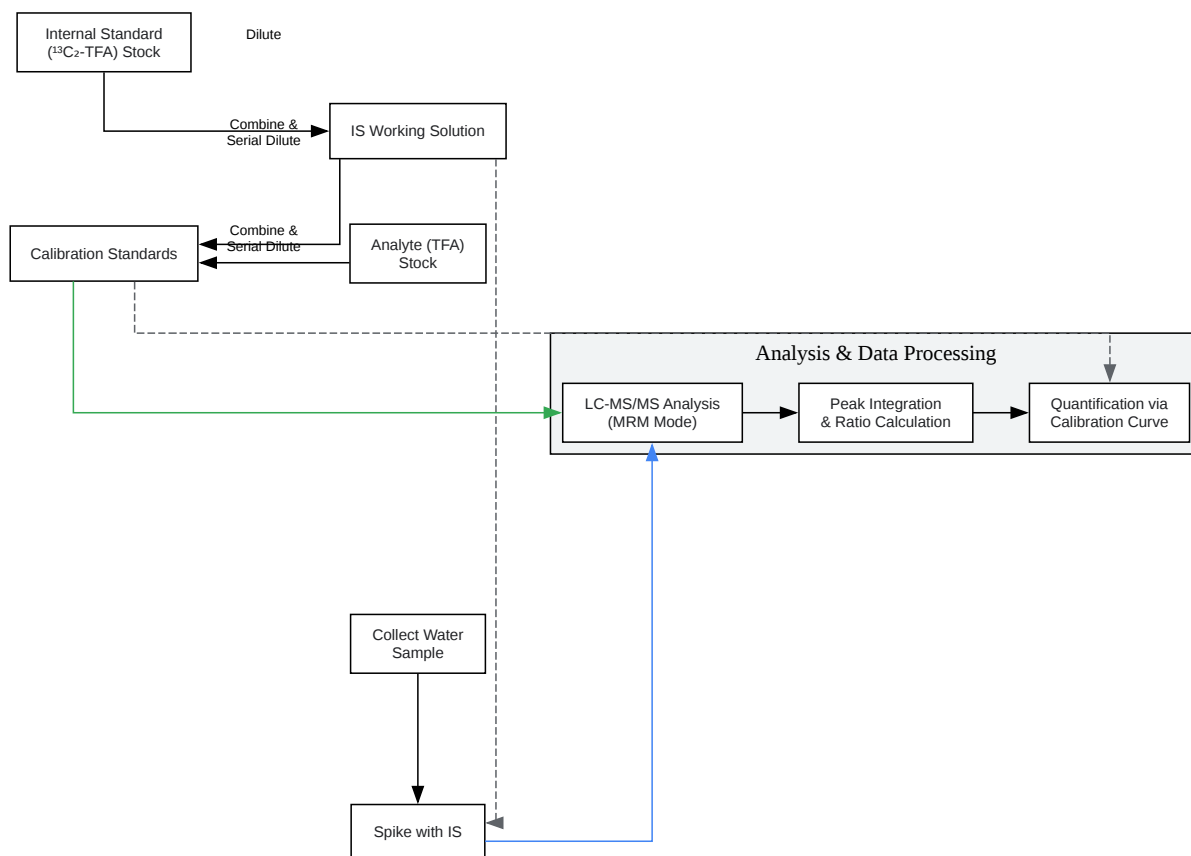 Internal Standard
(¹³C₂-TFA) Stock
Dilute
Combine &
Serial Dilute
IS Working Solution
Combine &
Serial Dilute
Calibration Standards
Analyte (TFA)
Stock
Analysis & Data Processing
LC-MS/MS Analysis
(MRM Mode)
Peak Integration
& Ratio Calculation
Quantification via
Calibration Curve
Collect Water
Sample
Spike with IS